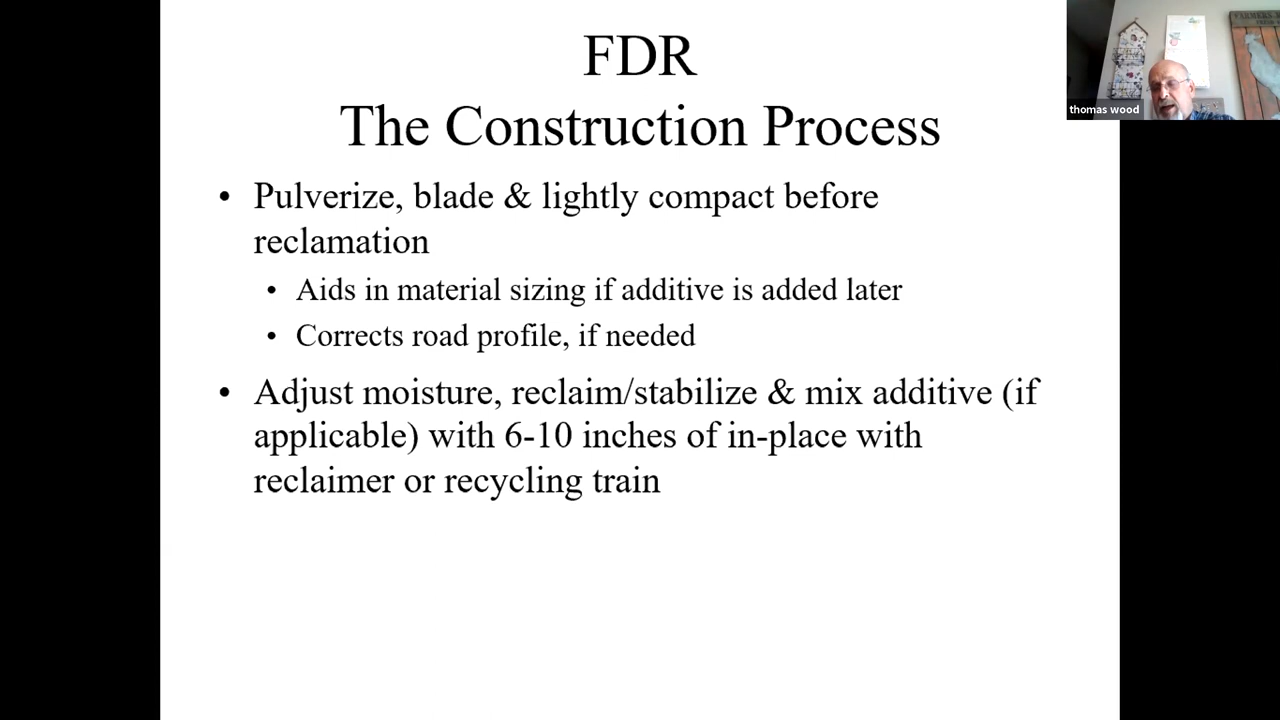 FDR
The Construction Process
• Pulverize, blade & lightly compact before
reclamation
• Aids in material sizing if additive is added later
• Corrects road profile, if needed
• Adjust moisture, reclaim/stabilize & mix additive (if
applicable) with 6-10 inches of in-place with
reclaimer or recycling train
thomas wood